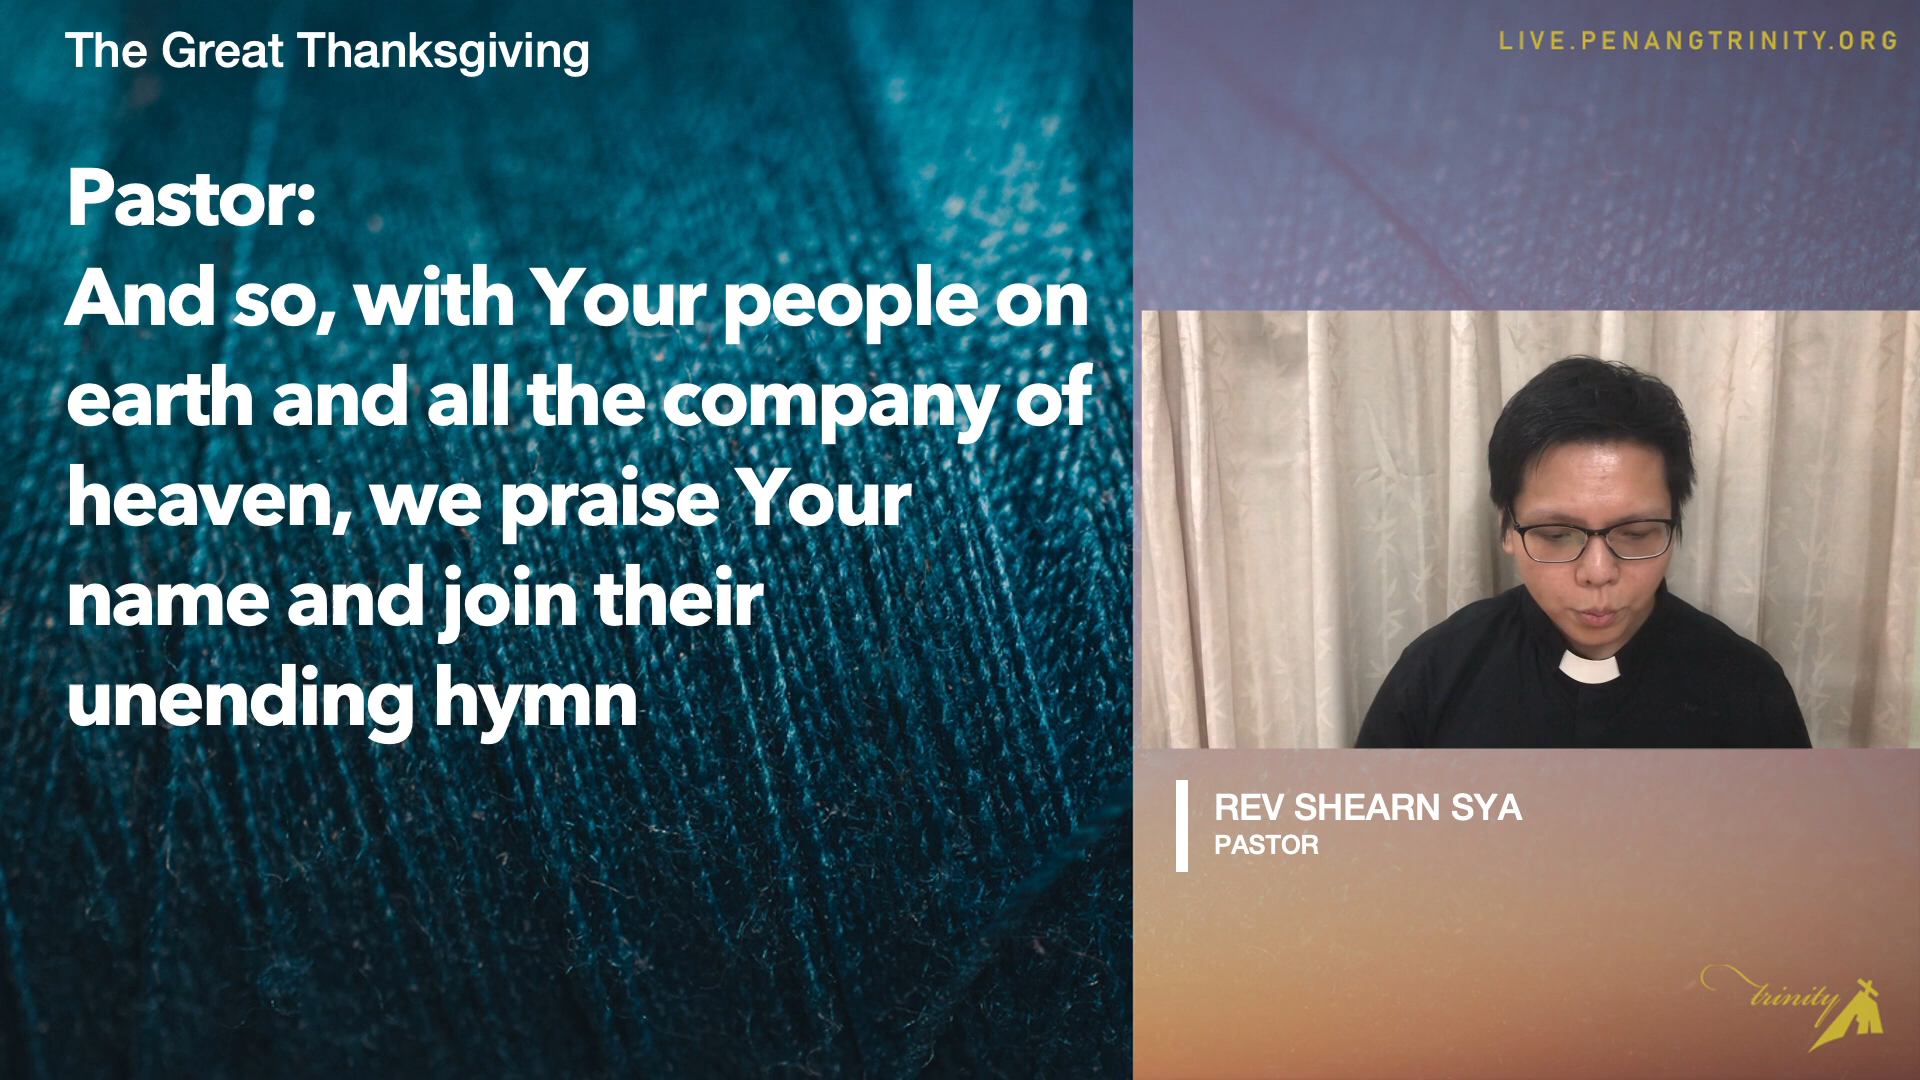 The Great Thanksgiving
Pastor:
And so, with Your people on
earth and all the company of
heaven, we praise Your
name and join their
unending hymn
LIVE.PENANGTRINITY.ORG
REV SHEARN SYA
PASTOR
trinity